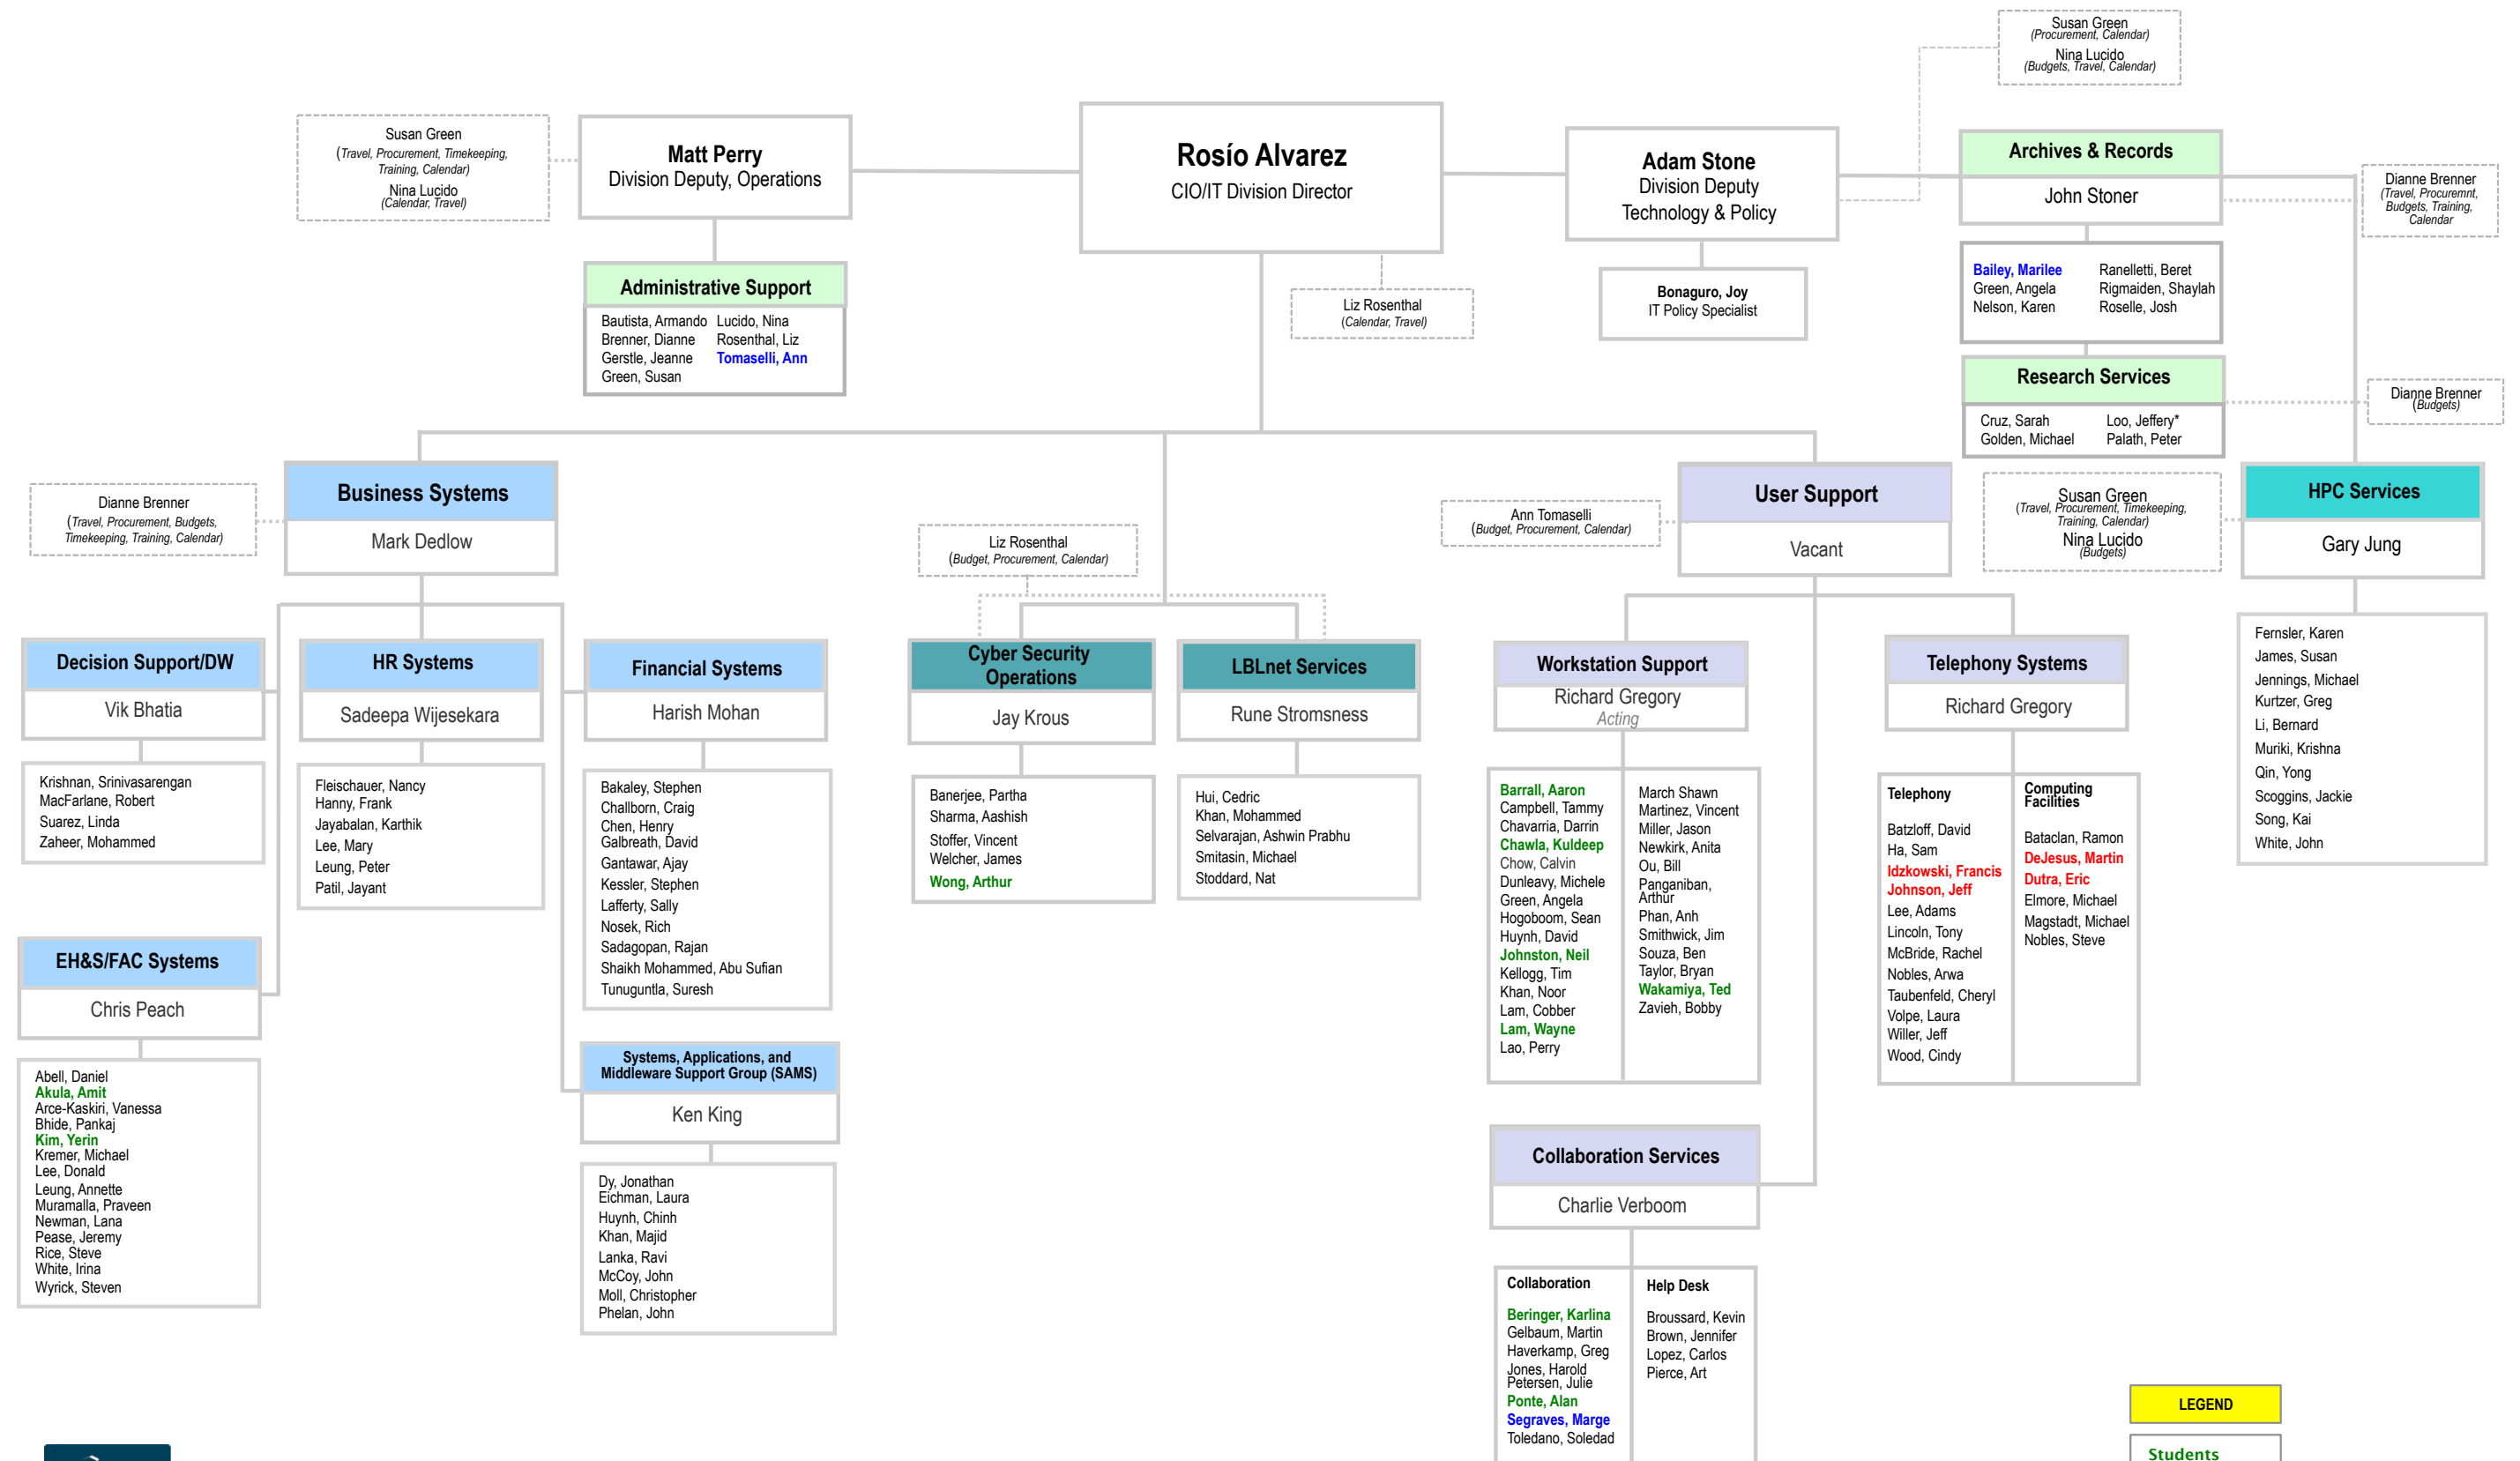 Susan Green
(Procurement, Calendar)
Nina Lucido
(Budgets, Travel, Calendar)
Susan Green
(Travel, Procurement, Timekeeping,
Training, Calendar)
Nina Lucido
(Calendar, Travel)
Matt Perry
Division Deputy, Operations
Rosío Alvarez
CIO/IT Division Director
Adam Stone
Division Deputy
Technology & Policy
Archives & Records
John Stoner
Dianne Brenner
(Travel, Procuremnt,
Budgets, Training,
Calendar
Administrative Support
Bautista, Armando
Brenner, Dianne
Gerstle, Jeanne
Green, Susan
Lucido, Nina
Rosenthal, Liz
Tomaselli, Ann
Liz Rosenthal
(Calendar, Travel)
Bonaguro, Joy
IT Policy Specialist
Bailey, Marilee
Green, Angela
Nelson, Karen
Ranelletti, Beret
Rigmaiden, Shaylah
Roselle, Josh
Research Services
Cruz, Sarah
Golden, Michael
Loo, Jeffery*
Palath, Peter
Dianne Brenner
(Budgets)
Dianne Brenner
(Travel, Procurement, Budgets,
Timekeeping, Training, Calendar)
Business Systems
Mark Dedlow
Liz Rosenthal
(Budget, Procurement, Calendar)
Ann Tomaselli
(Budget, Procurement, Calendar)
User Support
Vacant
Susan Green
(Travel, Procurement, Timekeeping,
Training, Calendar)
Nina Lucido
(Budgets)
HPC Services
Gary Jung
Fernsler, Karen
James, Susan
Jennings, Michael
Kurtzer, Greg
Li, Bernard
Muriki, Krishna
Qin, Yong
Scoggins, Jackie
Song, Kai
White, John
Decision Support/DW
Vik Bhatia
Krishnan, Srinivasarengan
MacFarlane, Robert
Suarez, Linda
Zaheer, Mohammed
HR Systems
Sadeepa Wijesekara
Fleischauer, Nancy
Hanny, Frank
Jayabalan, Karthik
Lee, Mary
Leung, Peter
Patil, Jayant
Financial Systems
Harish Mohan
Bakaley, Stephen
Challborn, Craig
Chen, Henry
Galbreath, David
Gantawar, Ajay
Kessler, Stephen
Lafferty, Sally
Nosek, Rich
Sadagopan, Rajan
Shaikh Mohammed, Abu Sufian
Tunuguntla, Suresh
Cyber Security
Operations
Jay Krous
Banerjee, Partha
Sharma, Aashish
Stoffer, Vincent
Welcher, James
Wong, Arthur
LBLnet Services
Rune Stromsness
Hui, Cedric
Khan, Mohammed
Selvarajan, Ashwin Prabhu
Smitasin, Michael
Stoddard, Nat
Workstation Support
Richard Gregory
Acting
Barrall, Aaron
Campbell, Tammy
Chavarria, Darrin
Chawla, Kuldeep
Chow, Calvin
Dunleavy, Michele
Green, Angela
Hogoboom, Sean
Huynh, David
Johnston, Neil
Kellogg, Tim
Khan, Noor
Lam, Cobber
Lam, Wayne
Lao, Perry
March Shawn
Martinez, Vincent
Miller, Jason
Newkirk, Anita
Ou, Bill
Panganiban,
Arthur
Phan, Anh
Smithwick, Jim
Souza, Ben
Taylor, Bryan
Wakamiya, Ted
Zavieh, Bobby
Telephony Systems
Richard Gregory
Telephony
Batzloff, David
Ha, Sam
Idzkowski, Francis
Johnson, Jeff
Lee, Adams
Lincoln, Tony
McBride, Rachel
Nobles, Arwa
Taubenfeld, Cheryl
Volpe, Laura
Willer, Jeff
Wood, Cindy
Computing
Facilities
Bataclan, Ramon
DeJesus, Martin
Dutra, Eric
Elmore, Michael
Magstadt, Michael
Nobles, Steve
EH&S/FAC Systems
Chris Peach
Abell, Daniel
Akula, Amit
Arce-Kaskiri, Vanessa
Bhide, Pankaj
Kim, Yerin
Kremer, Michael
Lee, Donald
Leung, Annette
Muramalla, Praveen
Newman, Lana
Pease, Jeremy
Rice, Steve
White, Irina
Wyrick, Steven
Systems, Applications, and
Middleware Support Group (SAMS)
Ken King
Dy, Jonathan
Eichman, Laura
Huynh, Chinh
Khan, Majid
Lanka, Ravi
McCoy, John
Moll, Christopher
Phelan, John
Collaboration Services
Charlie Verboom
Collaboration
Beringer, Karlina
Gelbaum, Martin
Haverkamp, Greg
Jones, Harold
Petersen, Julie
Ponte, Alan
Segraves, Marge
Toledano, Soledad
Help Desk
Broussard, Kevin
Brown, Jennifer
Lopez, Carlos
Pierce, Art
LEGEND
Students